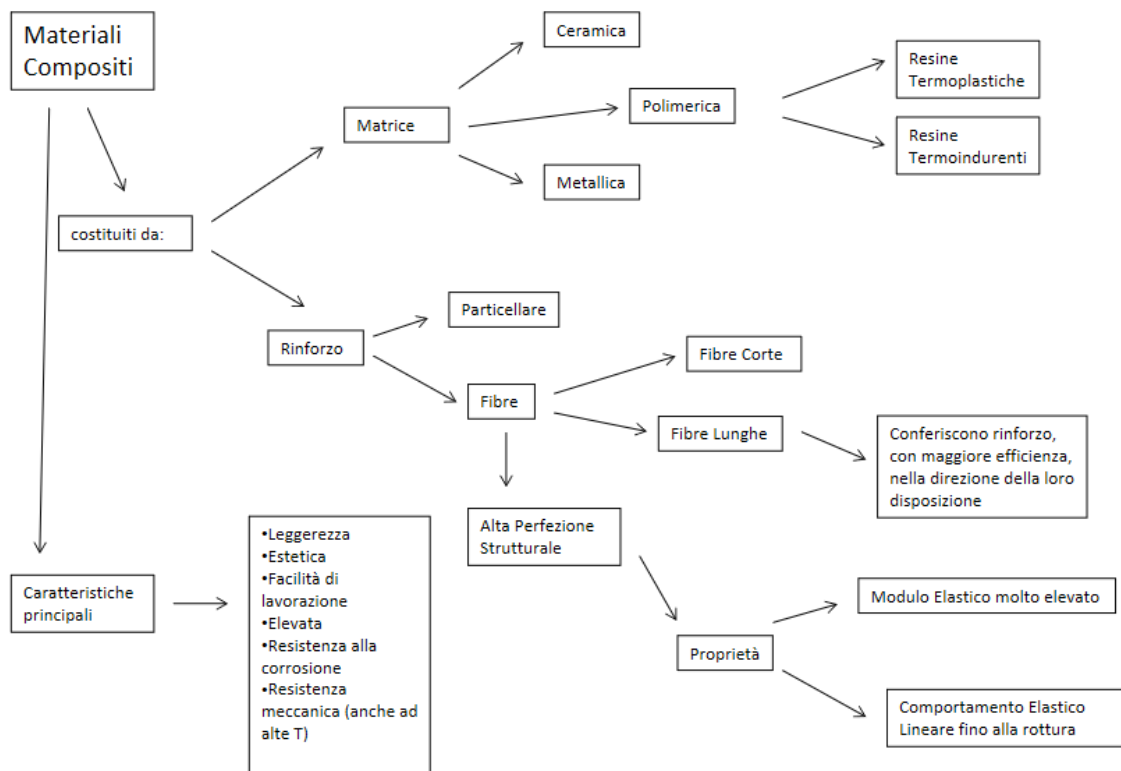 Materiali
Compositi
Ceramica
Resine
Termoplastiche
Matrice
Polimerica
Resine
Termoindurenti
Metallica
costituiti da:
Particellare
Rinforzo
Fibre Corte
Fibre
Fibre Lunghe
Conferiscono rinforzo,
con maggiore efficienza,
nella direzione della loro
disposizione
Alta Perfezione
Strutturale
Caratteristiche
principali
•Leggerezza
•Estetica
•Facilità di
lavorazione
•Elevata
•Resistenza alla
corrosione
•Resistenza
meccanica (anche ad
alte T)
Modulo Elastico molto elevato
Proprietà
Comportamento Elastico
Lineare fino alla rottura